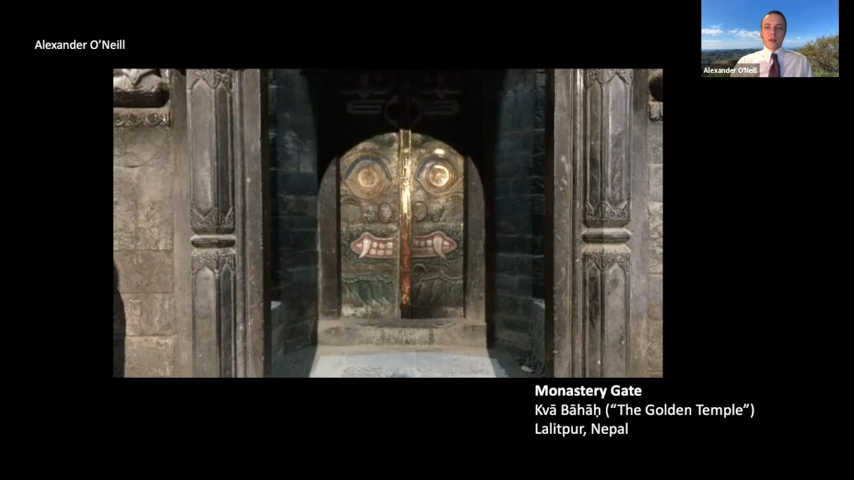 Alexander O'Neill
Alexander O'Neill
Monastery Gate
Kvā Bāhāḥ (“The Golden Temple”)
Lalitpur, Nepal